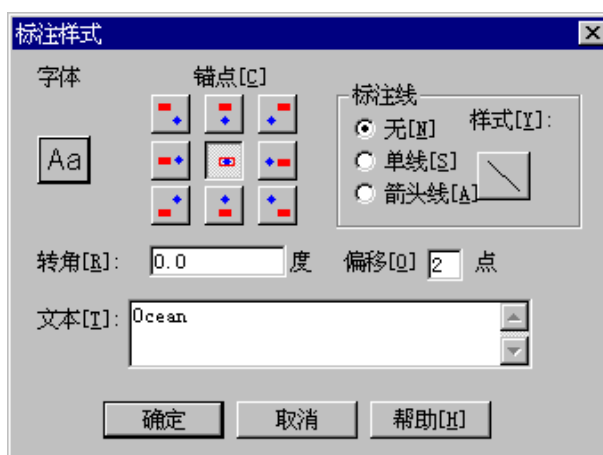 标注样式
字体
锚点[C]
标注线
Aa
无[N]
样式[Y]:
单线[S]
箭头线[A]
转角[R]:
0.0
度
偏移[O]
2
点
文本[T]:
Ocean
确定
取消
帮助[H]